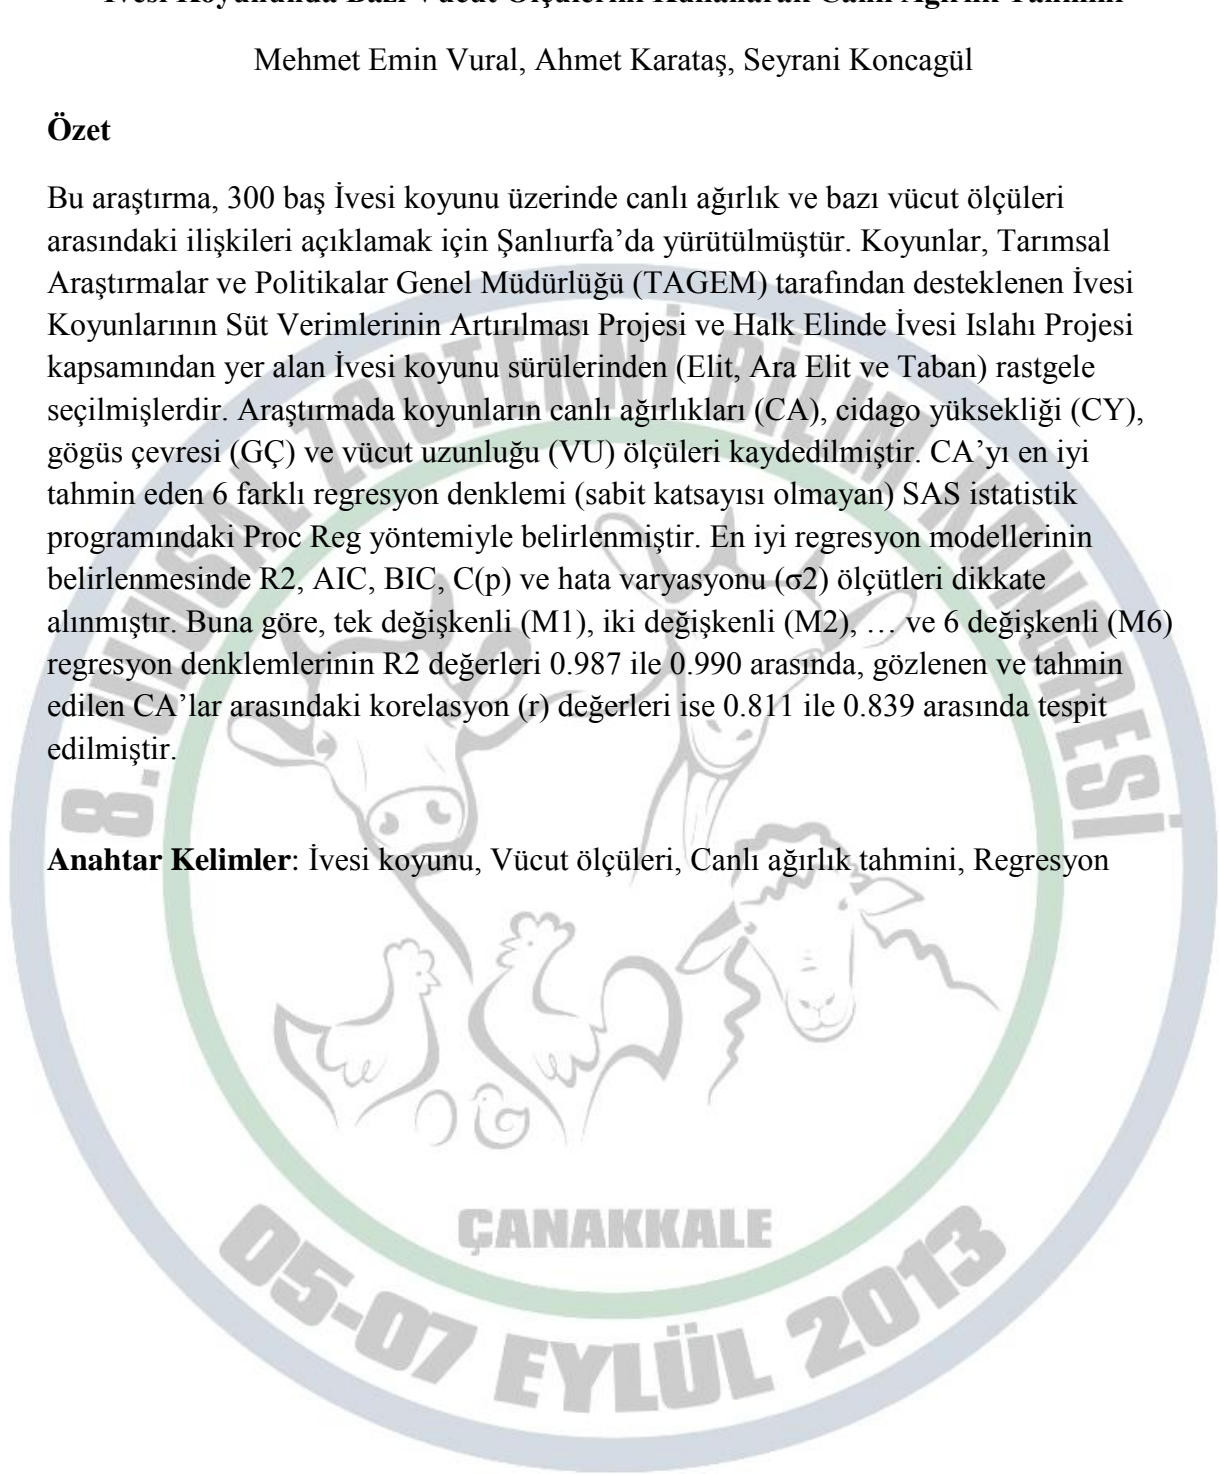 Mehmet Emin Vural, Ahmet Karataş, Seyrani Koncagül
Özet
Bu araştırma, 300 baş İvesi koyunu üzerinde canlı ağırlık ve bazı vücut ölçüleri
arasındaki ilişkileri açıklamak için Şanlıurfa’da yürütülmüştür. Koyunlar, Tarımsal
Araştırmalar ve Politikalar Genel Müdürlüğü (TAGEM) tarafından desteklenen İvesi
Koyunlarının Süt Verimlerinin Artırılması Projesi ve Halk Elinde İvesi Islahı Projesi
kapsamından yer alan İvesi koyunu sürülerinden (Elit, Ara Elit ve Taban) rastgele
seçilmişlerdir. Araştırmada koyunların canlı ağırlıkları (CA), cidago yüksekliği (CY),
gögüs çevresi (GÇ) ve vücut uzunluğu (VU) ölçüleri kaydedilmiştir. CA’yı en iyi
tahmin eden 6 farklı regresyon denklemi (sabit katsayısı olmayan) SAS istatistik
programındaki Proc Reg yöntemiyle belirlenmiştir. En iyi regresyon modellerinin
belirlenmesinde R2, AIC, BIC, C(p) ve hata varyasyonu (σ2) ölçütleri dikkate
alınmıştır. Buna göre, tek değişkenli (M1), iki değişkenli (M2), … ve 6 değişkenli (M6)
regresyon denklemlerinin R2 değerleri 0.987 ile 0.990 arasında, gözlenen ve tahmin
edilen CA’lar arasındaki korelasyon (r) değerleri ise 0.811 ile 0.839 arasında tespit
edilmiştir.
Anahtar Kelimler: İvesi koyunu, Vücut ölçüleri, Canlı ağırlık tahmini, Regresyon
8. ULUSAL ZOOTEKNİ BİLİM KONGRESİ
ÇANAKKALE
05-07 EYLÜL 2013